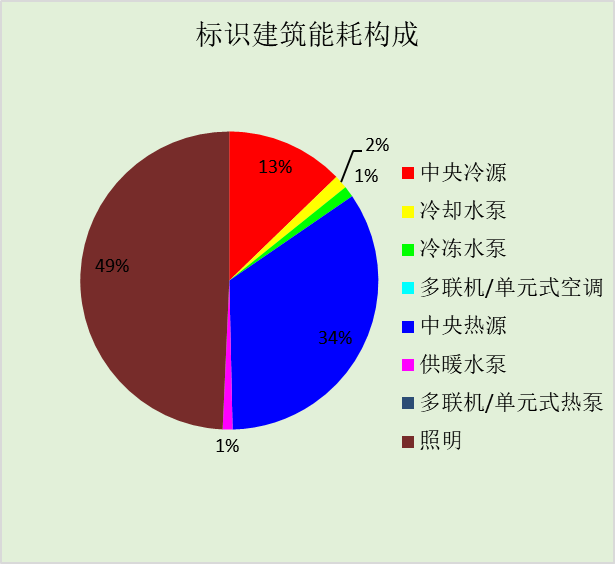 标识建筑能耗构成
13%
2%
1%
34%
1%
49%
中央冷源
冷却水泵
冷冻水泵
多联机/单元式空调
中央热源
供暖水泵
多联机/单元式热泵
照明